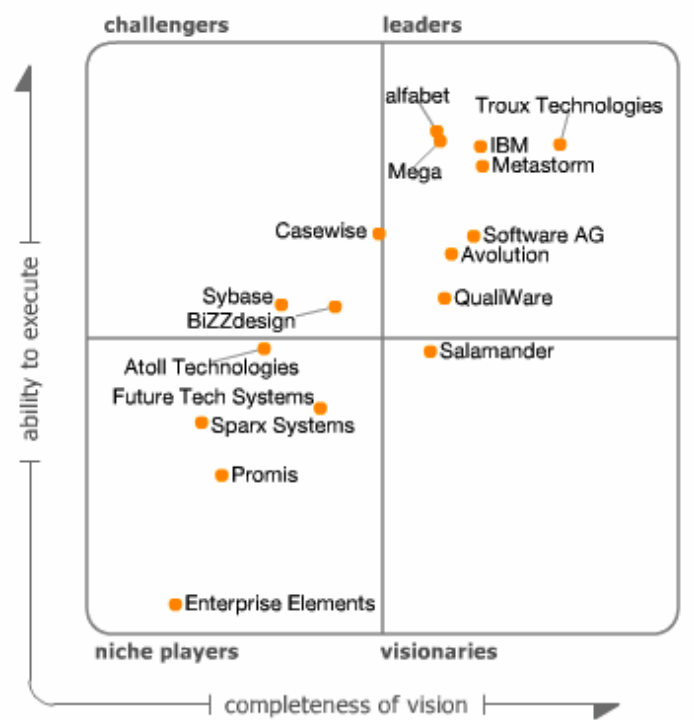 challengers
leaders
alfabet
Troux Technologies
IBM
Metastorm
Mega
Casewise
Software AG
Avolution
Sybase
QualiWare
BiZZdesign
ability to execute
Salamander
Atoll Technologies
Future Tech Systems
Sparx Systems
Promis
Enterprise Elements
niche players
visionaries
completeness of vision